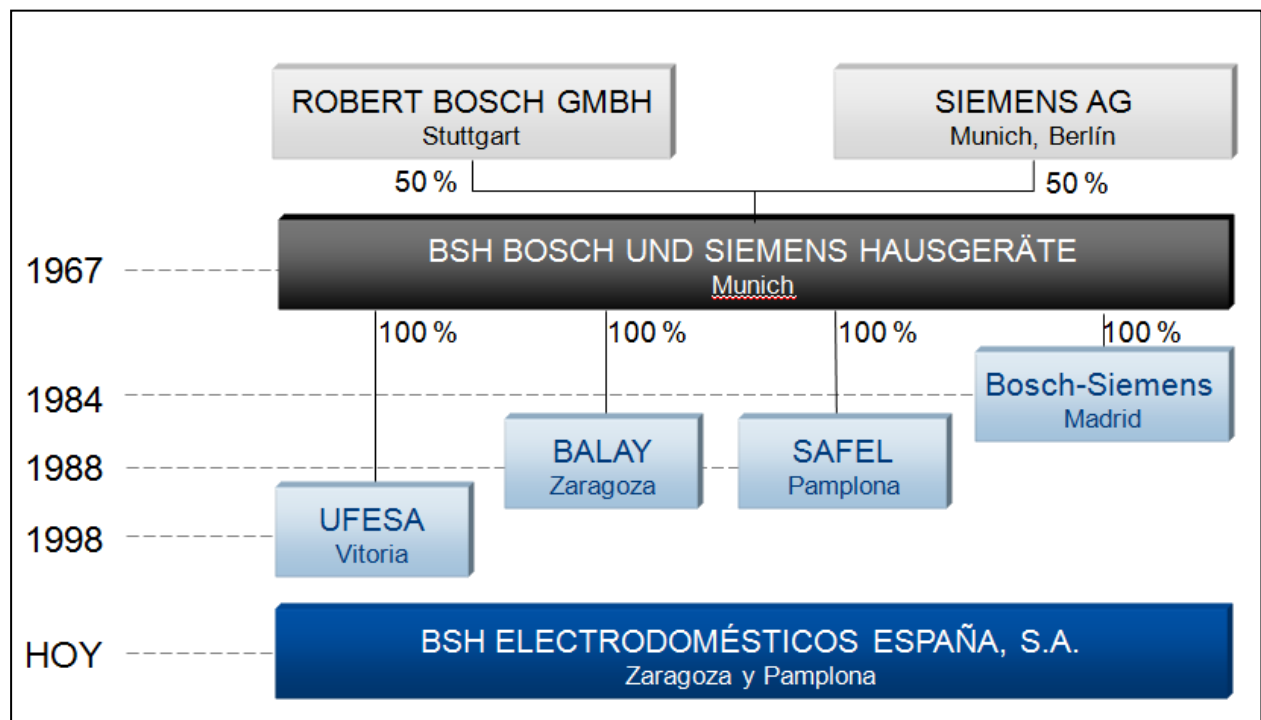 ROBERT BOSCH GMBH
Stuttgart
SIEMENS AG
Munich, Berlín
50 %
50 %
1967
BSH BOSCH UND SIEMENS HAUSGERÄTE
Munich
100 %
100 %
100 %
100 %
1984
Bosch-Siemens
Madrid
1988
BALAY
Zaragoza
SAFEL
Pamplona
1998
UFESA
Vitoria
HOY
BSH ELECTRODOMÉSTICOS ESPAÑA, S.A.
Zaragoza y Pamplona